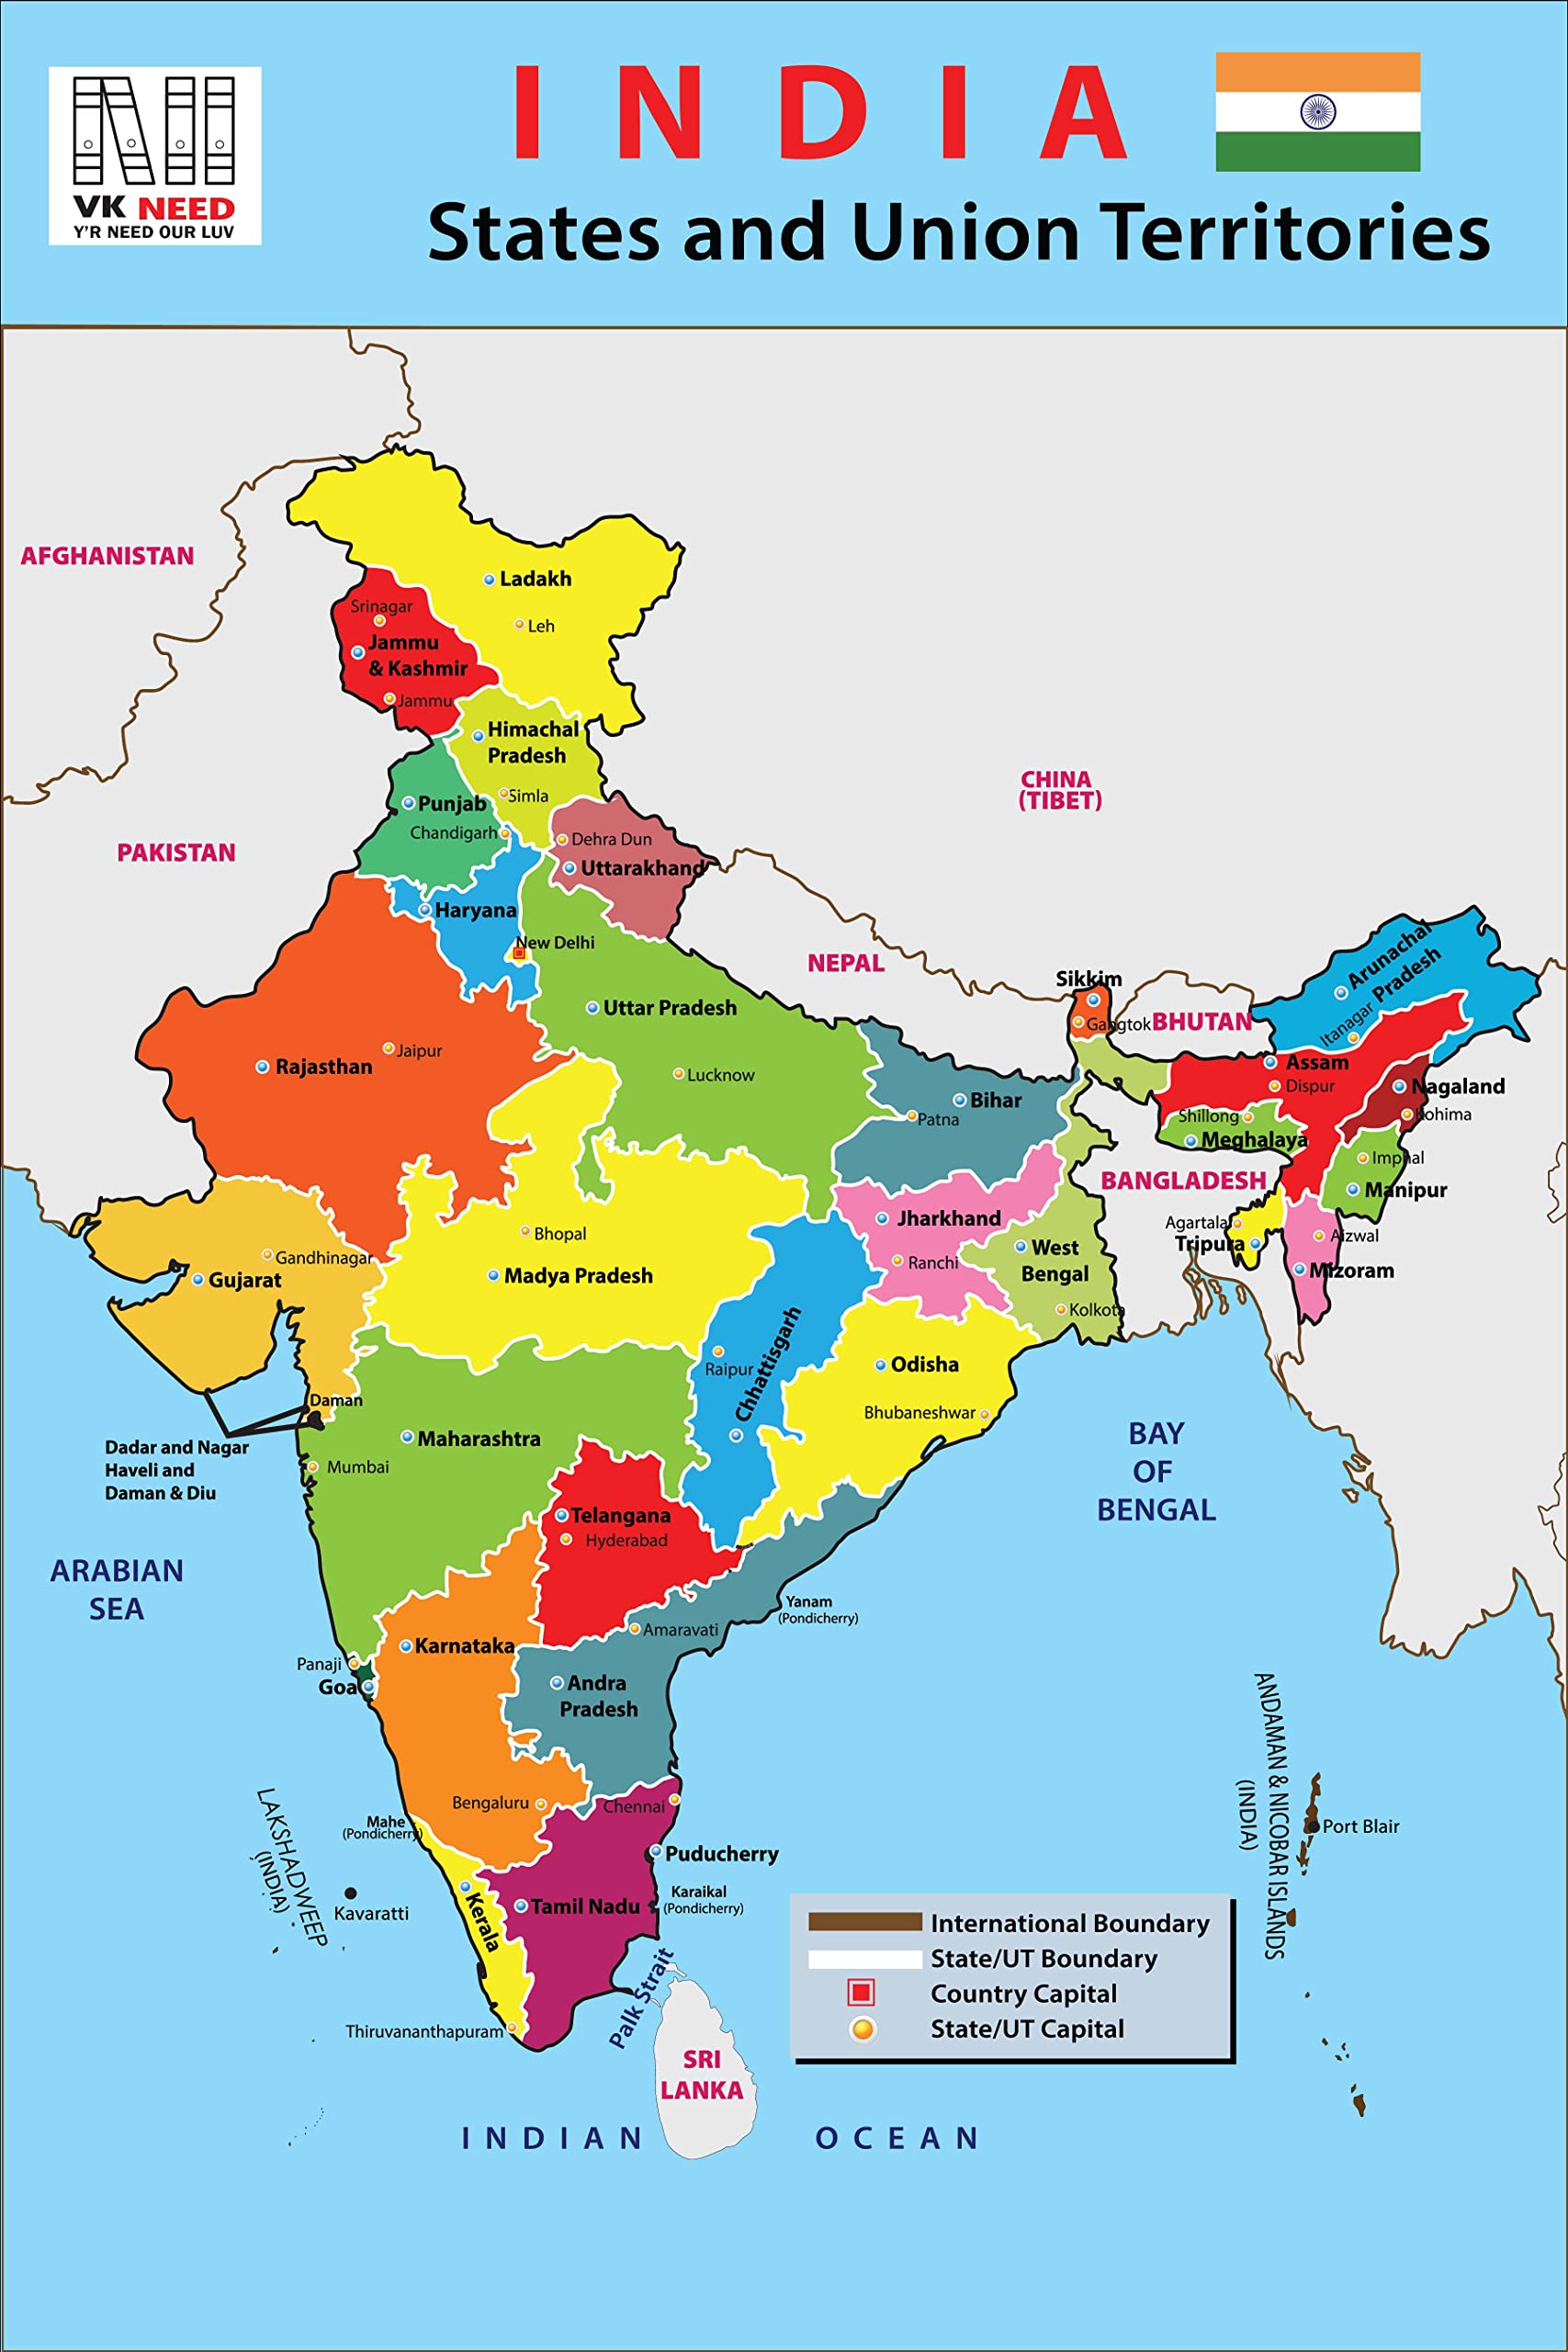 INDIA
VK NEED
Y'R NEED OUR LUV
States and Union Territories
AFGHANISTAN
Ladakh
Leh
Srinagar
Jammu
& Kashmir
Jammu
Himachal
Pradesh
Simla
CHINA
(TIBET)
Punjab
Chandigarh
PAKISTAN
Dehra Dun
Uttarakhand
Haryana
New Delhi
NEPAL
Arunachal
Pradesh
Itanagar
Sikkim
Gangtok
BHUTAN
Uttar Pradesh
Lucknow
Rajasthan
Jaipur
Assam
Dispur
Nagaland
Kohima
Bihar
Patna
Shillong
Meghalaya
Imphal
Manipur
BANGLADESH
Jharkhand
Ranchi
Agartala
Tripura
Aizwal
Mizoram
West
Bengal
Kolkota
Bhopal
Madya Pradesh
Gandhinagar
Gujarat
Chhattisgarh
Raipur
Odisha
Bhubaneshwar
Daman
Dadar and Nagar
Haveli and
Daman & Diu
Maharashtra
Mumbai
BAY
OF
BENGAL
Telangana
Hyderabad
ARABIAN
SEA
Yanam
(Pondicherry)
Amaravati
Karnataka
Panaji
Goa
Andra
Pradesh
ANDAMAN & NICOBAR ISLANDS
(INDIA)
Port Blair
Bengaluru
Chennai
LAKSHADWEEP
(INDIA)
Kavaratti
Mahe
(Pondicherry)
Puducherry
Karaikal
(Pondicherry)
Kerala
Tamil Nadu
Thiruvananthapuram
Palk Strait
SRI
LANKA
International Boundary
State/UT Boundary
Country Capital
State/UT Capital
INDIAN OCEAN